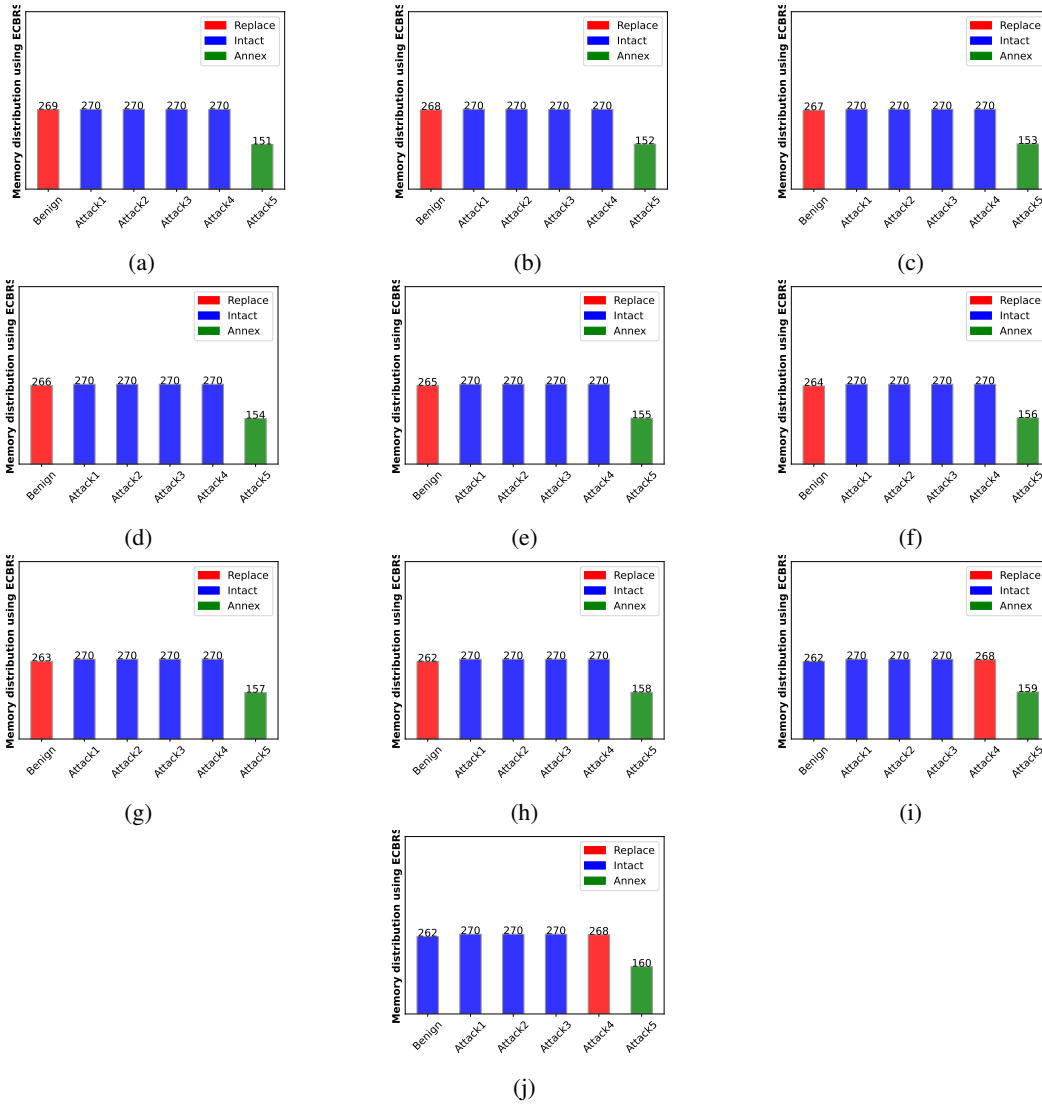 Memory distribution using ECBRS
Replace
Intact
Annex
269 270 270 270 270 151
Benign Attack1 Attack2 Attack3 Attack4 Attack5
(a)
Memory distribution using ECBRS
Replace
Intact
Annex
268 270 270 270 270 152
Benign Attack1 Attack2 Attack3 Attack4 Attack5
(b)
Memory distribution using ECBRS
Replace
Intact
Annex
267 270 270 270 270 153
Benign Attack1 Attack2 Attack3 Attack4 Attack5
(c)
Memory distribution using ECBRS
Replace
Intact
Annex
266 270 270 270 270 154
Benign Attack1 Attack2 Attack3 Attack4 Attack5
(d)
Memory distribution using ECBRS
Replace
Intact
Annex
265 270 270 270 270 155
Benign Attack1 Attack2 Attack3 Attack4 Attack5
(e)
Memory distribution using ECBRS
Replace
Intact
Annex
264 270 270 270 270 156
Benign Attack1 Attack2 Attack3 Attack4 Attack5
(f)
Memory distribution using ECBRS
Replace
Intact
Annex
263 270 270 270 270 157
Benign Attack1 Attack2 Attack3 Attack4 Attack5
(g)
Memory distribution using ECBRS
Replace
Intact
Annex
262 270 270 270 270 158
Benign Attack1 Attack2 Attack3 Attack4 Attack5
(h)
Memory distribution using ECBRS
Replace
Intact
Annex
262 270 270 270 268 159
Benign Attack1 Attack2 Attack3 Attack4 Attack5
(i)
Memory distribution using ECBRS
Replace
Intact
Annex
262 270 270 270 268 160
Benign Attack1 Attack2 Attack3 Attack4 Attack5
(j)